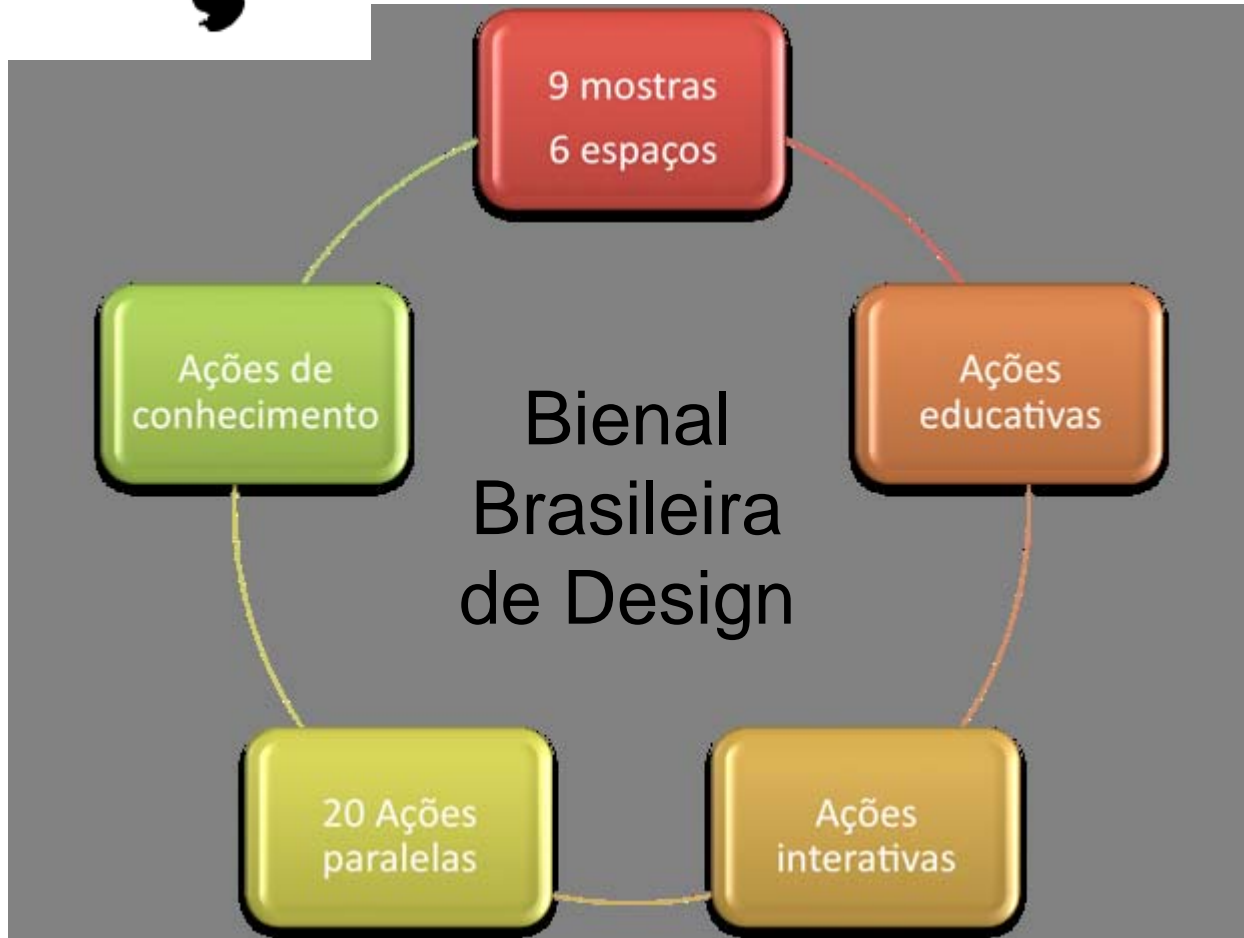 9 mostras
6 espaços
Ações
educativas
Ações
interativas
20 Ações
paralelas
Ações de
conhecimento
Bienal
Brasileira
de Design